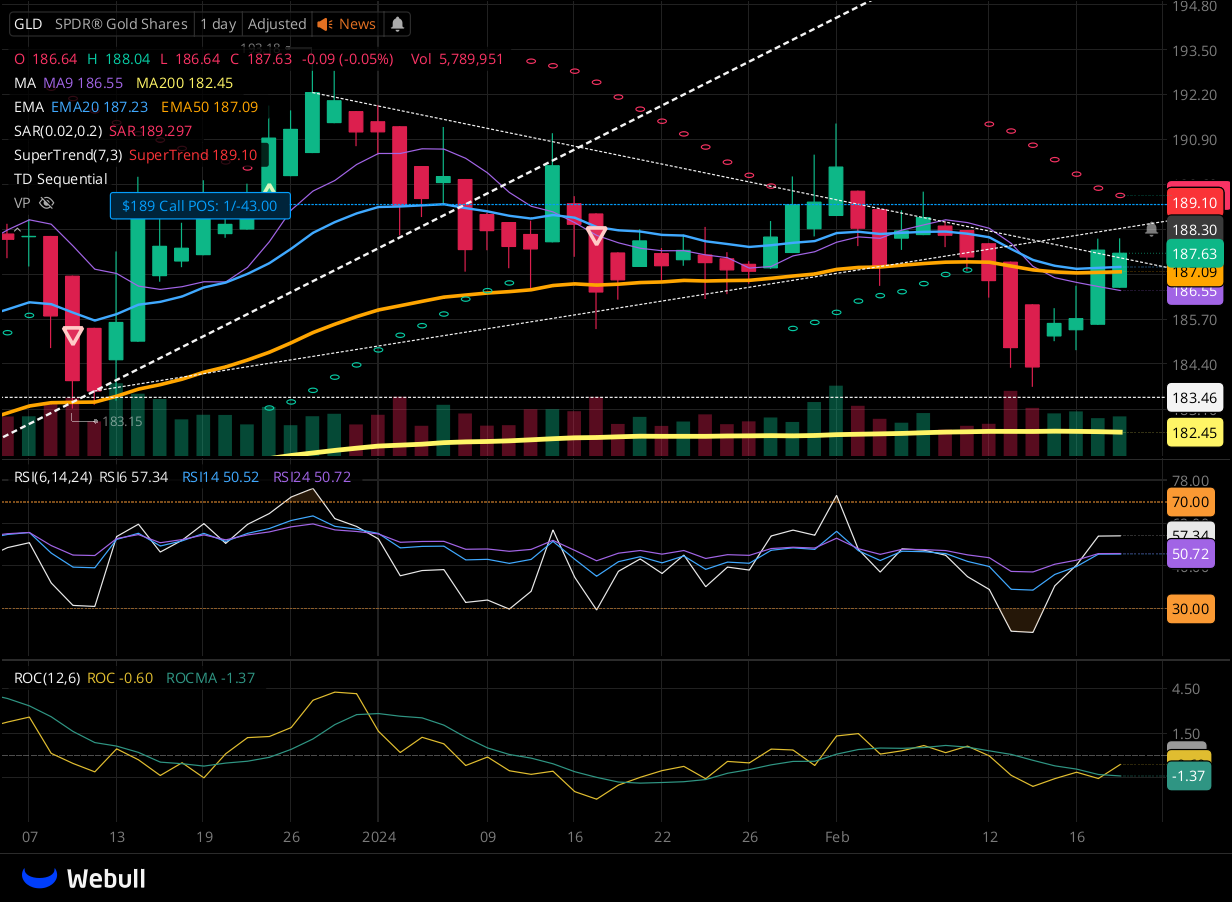 GLD SPDR® Gold Shares 1 day Adjusted News
194.80
193.50
O 186.64 H 188.04 L 186.64 C 187.63 -0.09 (-0.05%) Vol 5,789,951
MA MA9 186.55 MA200 182.45
192.20
EMA EMA20 187.23 EMA50 187.09
SAR(0.02,0.2) SAR 189.297
190.90
SuperTrend(7,3) SuperTrend 189.10
TD Sequential
VP
$189 Call POS: 1/-43.00
189.10
188.30
187.63
187.09
186.55
185.70
184.40
183.46
183.15
182.45
RSI(6,14,24) RSI6 57.34 RSI14 50.52 RSI24 50.72
78.00
70.00
57.34
50.72
30.00
ROC(12,6) ROC -0.60 ROCMA -1.37
4.50
1.50
-1.37
07 13 19 26 2024 09 16 22 26 Feb 12 16
Webull